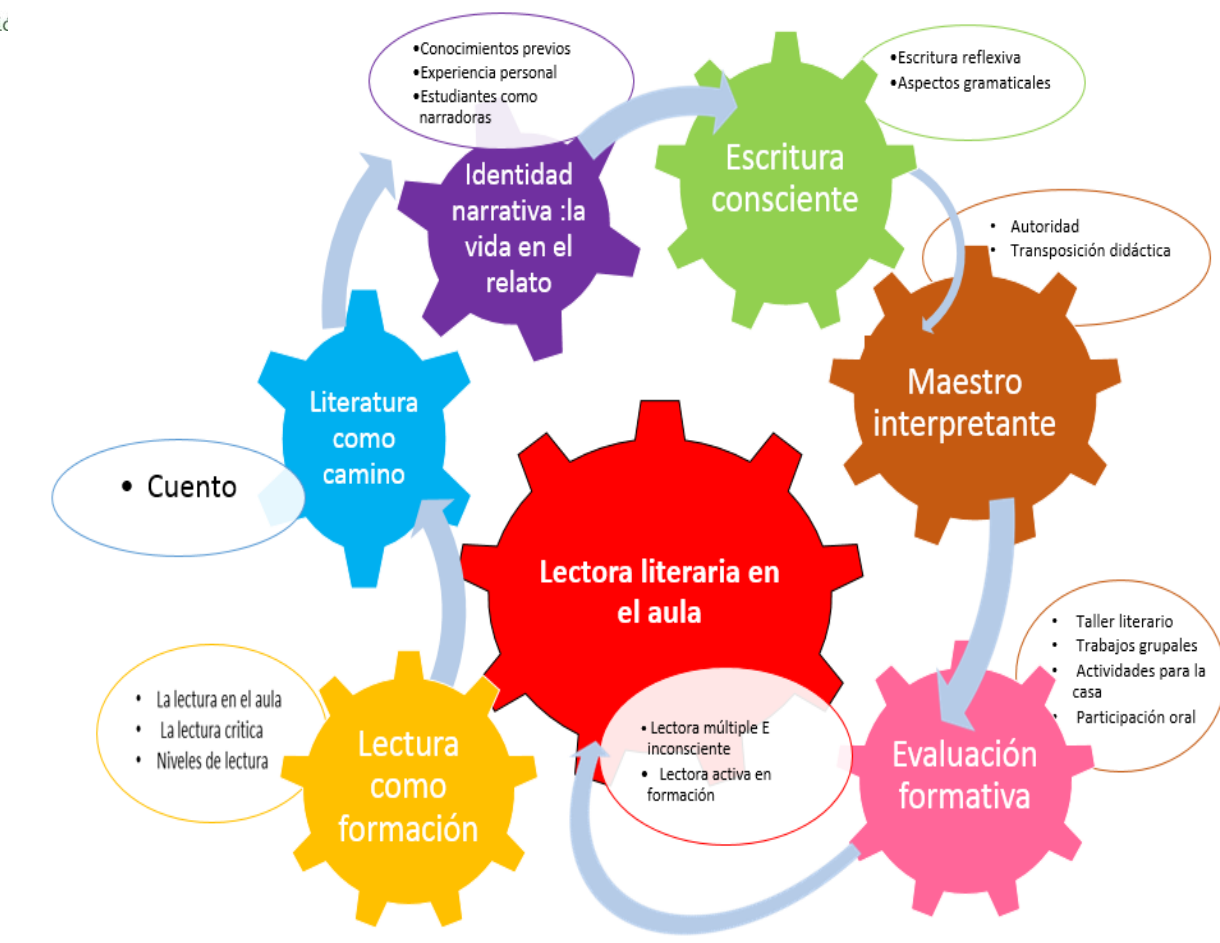 •Conocimientos previos
•Experiencia personal
•Estudiantes como
narradoras
Identidad
narrativa :la
vida en el
relato
•Escritura reflexiva
•Aspectos gramaticales
Escritura
consciente
• Autoridad
• Transposición didáctica
Maestro
interpretante
Literatura
como
camino
• Cuento
Lectora literaria en
el aula
• Lectora múltiple E
inconsciente
• Lectora activa en
formación
• Taller literario
• Trabajos grupales
• Actividades para la
casa
• Participación oral
Evaluación
formativa
• La lectura en el aula
• La lectura critica
• Niveles de lectura
Lectura
como
formación